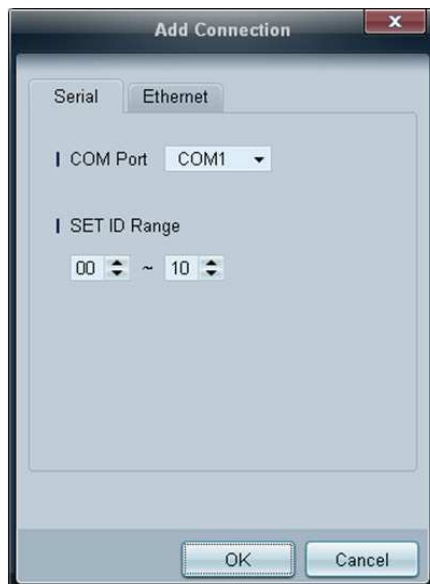 Add Connection
x
Serial Ethernet
COM Port COM1
SET ID Range
00 ~ 10
OK Cancel